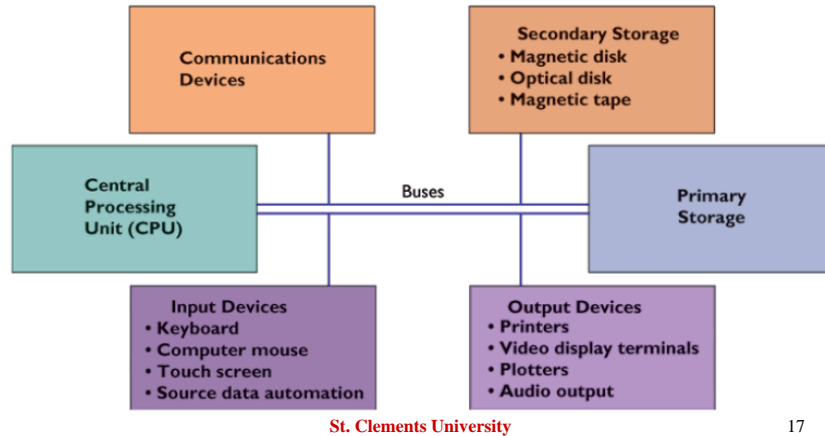 Communications
Devices
Secondary Storage
• Magnetic disk
• Optical disk
• Magnetic tape
Central
Processing
Unit (CPU)
Buses
Primary
Storage
Input Devices
• Keyboard
• Computer mouse
• Touch screen
• Source data automation
Output Devices
• Printers
• Video display terminals
• Plotters
• Audio output
St. Clements University
17